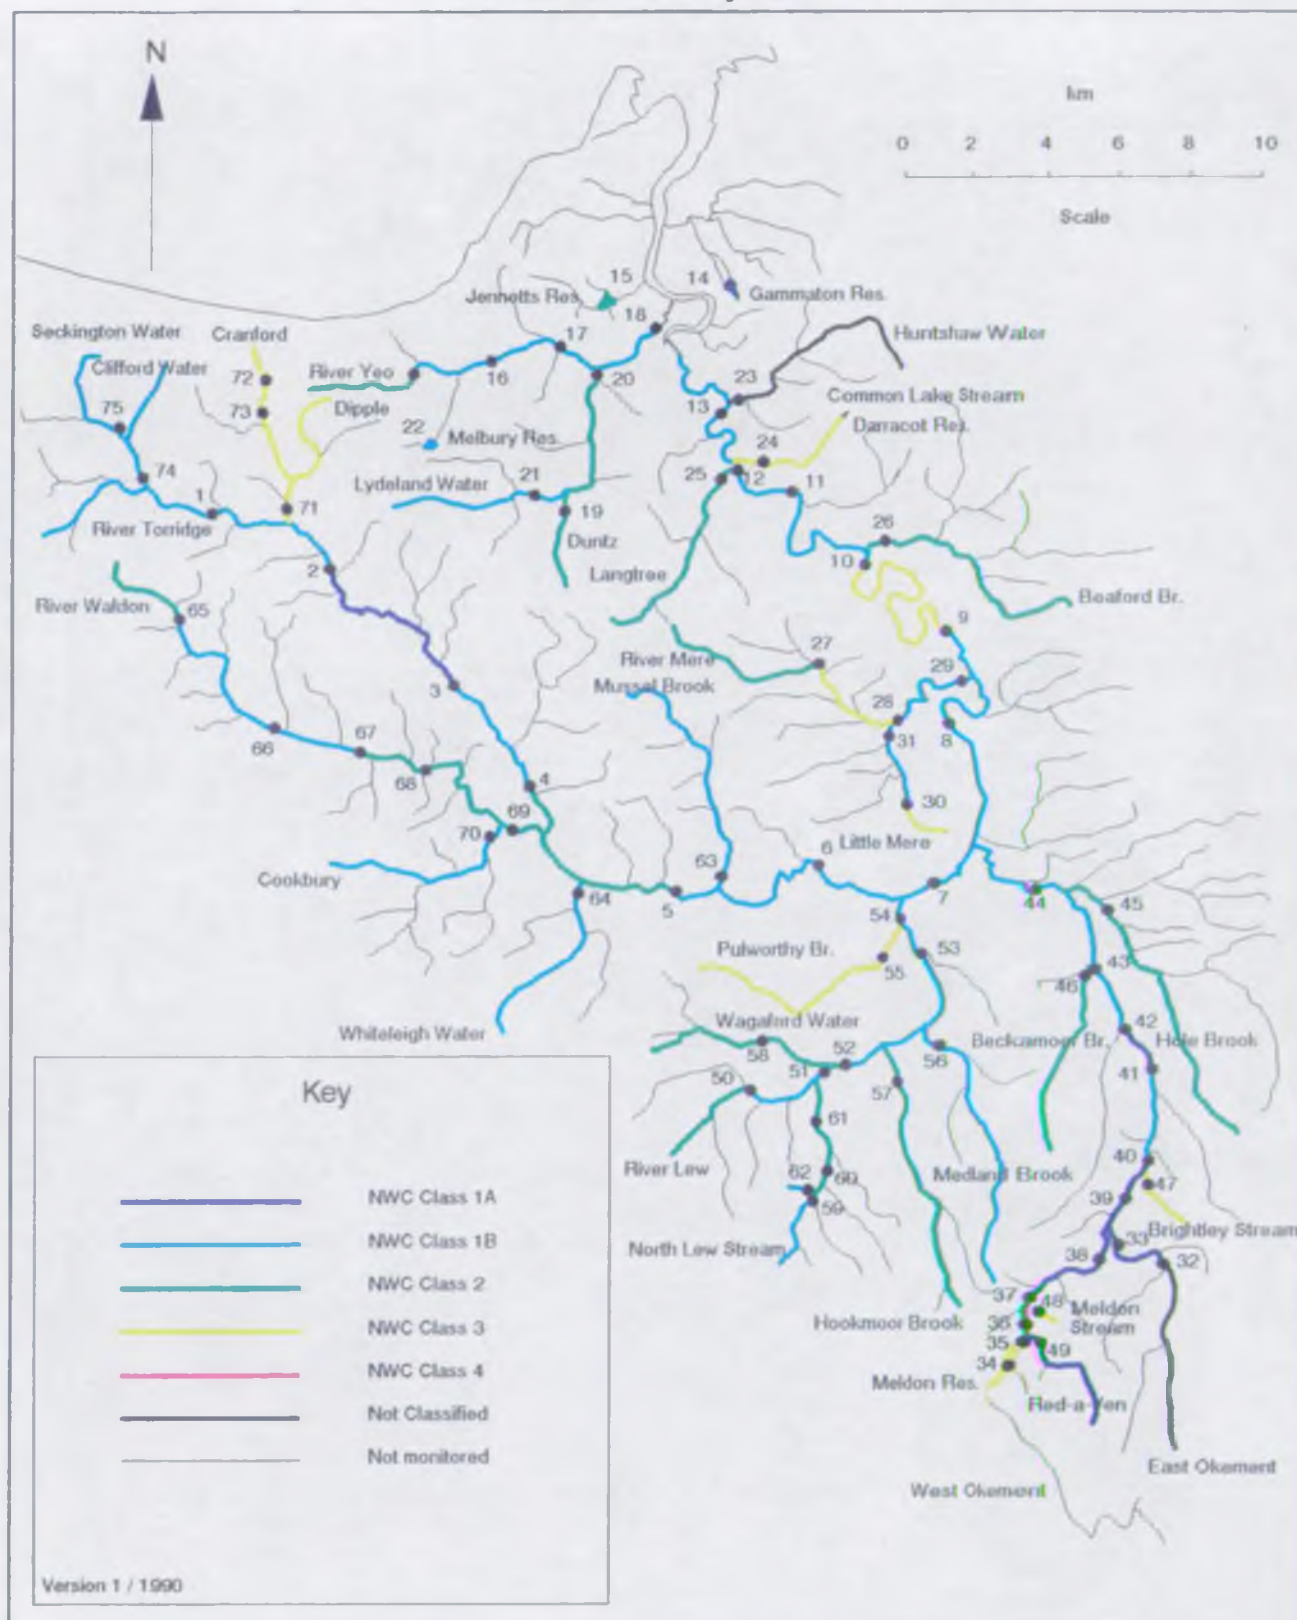 N
km
0 2 4 6 8 10
Scale
15
14
Jennetts Res.
Gammaton Res.
18
Huntshaw Water
Seckington Water
Cranford
17
Clifford Water
72
River Yeo
16
20
23
Common Lake Stream
73
Dipple
13
Darracot Res.
75
22
Melbury Res.
24
74
Lydeland Water
21
25
12
11
1
River Torridge
71
19
26
Duntz
10
2
Langtree
River Waldon
65
Beaford Br.
9
27
River Mere
29
Mussel Brook
3
28
66
67
31
8
68
4
30
69
70
Little Mere
6
Cookbury
63
64
5
7
44
45
54
Pulworthy Br.
53
55
43
46
Whiteleigh Water
Wagaford Water
42
58
52
Beckamoor Br.
Hole Brook
56
50
51
41
57
61
River Lew
Medland Brook
40
62
60
47
59
39
North Lew Stream
Brightley Stream
33
38
32
37
48
Meldon
Stream
Hookmoor Brook
36
35
49
34
Meldon Res.
Red-a-Ven
East Okement
West Okement
Key
NWC Class 1A
NWC Class 1B
NWC Class 2
NWC Class 3
NWC Class 4
Not Classified
Not monitored
Version 1 / 1990